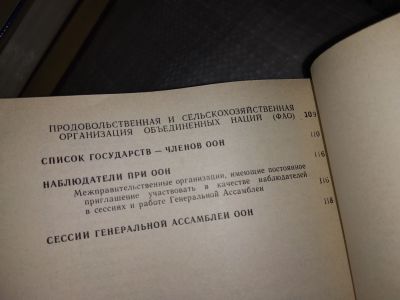 ПРОДОВОЛЬСТВЕННАЯ И СЕЛЬСКОХОЗЯЙСТВЕННАЯ
ОРГАНИЗАЦИЯ ОБЪЕДИНЕННЫХ НАЦИЙ (ФАО) 109
СПИСОК ГОСУДАРСТВ — ЧЛЕНОВ ООН 110
НАБЛЮДАТЕЛИ ПРИ ООН 116
Межправительственные организации, имеющие постоянное
приглашение участвовать в качестве наблюдателей
в сессиях и работе Генеральной Ассамблеи 116
СЕССИИ ГЕНЕРАЛЬНОЙ АССАМБЛЕИ ООН 118